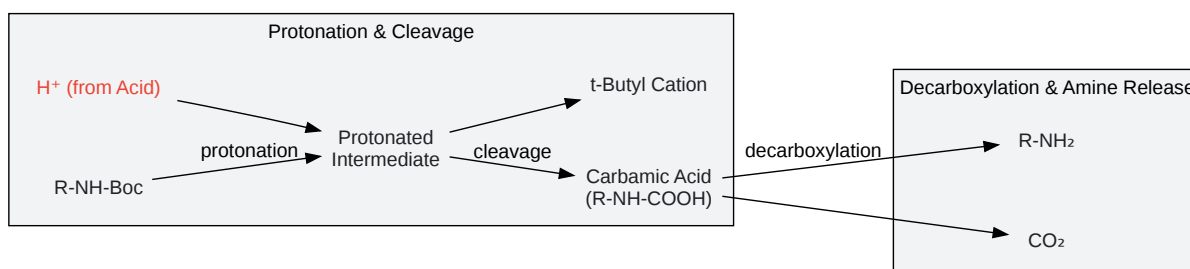 Protonation & Cleavage
H⁺ (from Acid)
t-Butyl Cation
Decarboxylation & Amine Release
protonation
Protonated
Intermediate
cleavage
decarboxylation
R-NH₂
R-NH-Boc
Carbamic Acid
(R-NH-COOH)
CO₂